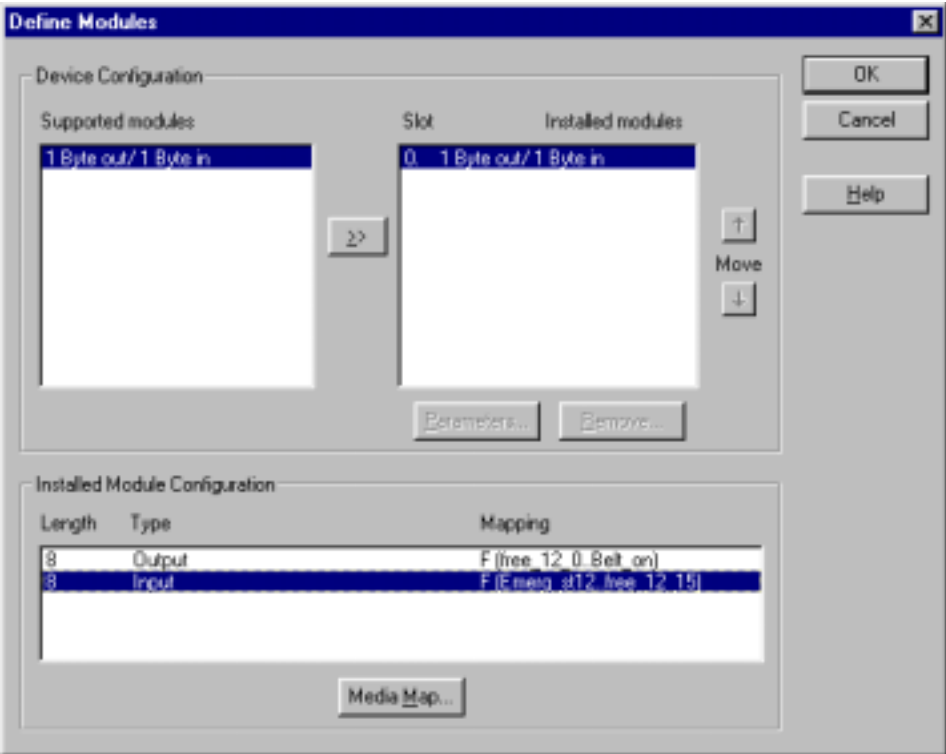 Define Modules
Device Configuration
OK
Cancel
Help
Supported modules
Slot Installed modules
1 Byte out/ 1 Byte in
0. 1 Byte out/ 1 Byte in
>>
↑
Move
↓
Parameters... Remove...
Installed Module Configuration
Length Type Mapping
8 Output F (free_12_0..Belt_on)
8 Input F (Emerg_st12..free_12_15)
Media Map...